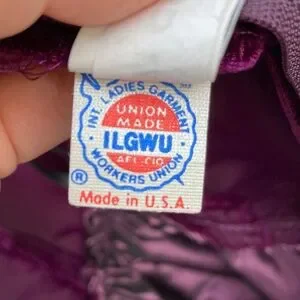 INT. LADIES GARMENT
UNION
MADE
ILGWU
AFL-CIO
WORKERS UNION
®
Made in U.S.A.